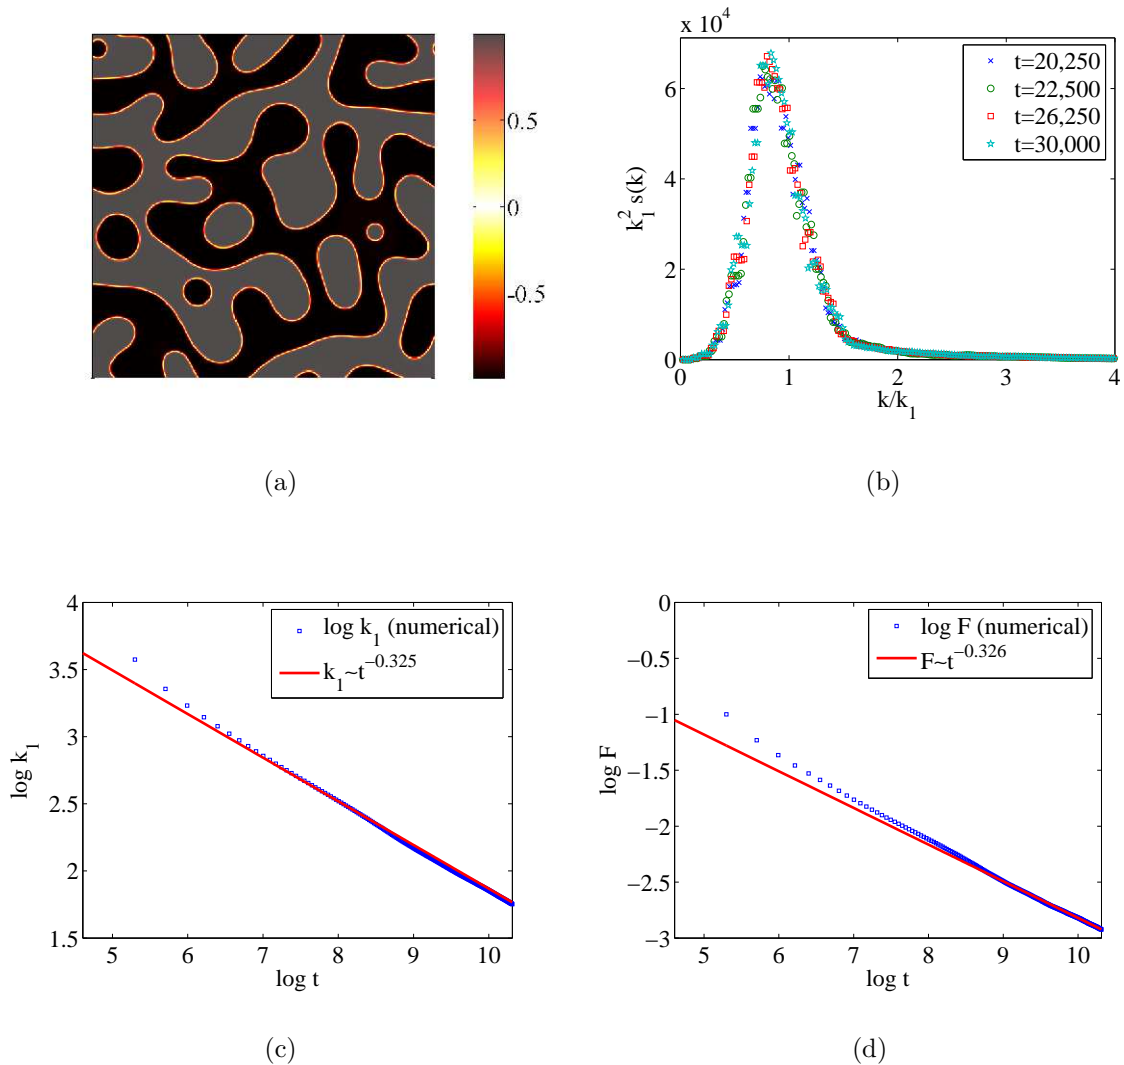 0.5
0
-0.5
(a)
x 10^4
6
4
2
0
0 1 2 3 4
k_1^2 s(k)
k/k_1
t=20,250
t=22,500
t=26,250
t=30,000
(b)
4
3.5
3
2.5
2
1.5
5 6 7 8 9 10
log k_1
log t
log k_1 (numerical)
k_1~t^-0.325
(c)
0
−0.5
−1
−1.5
−2
−2.5
−3
5 6 7 8 9 10
log F
log t
log F (numerical)
F~t^-0.326
(d)